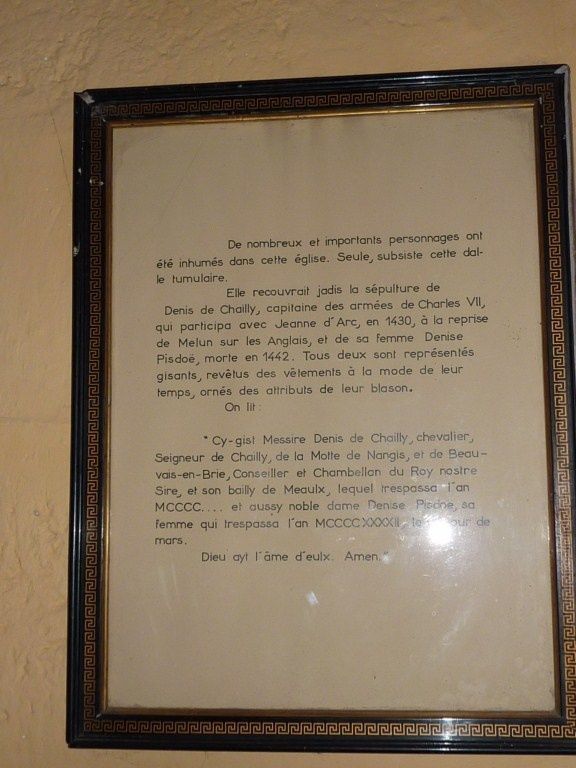 De nombreux et importants personnages ont
été inhumés dans cette église. Seule, subsiste cette dal-
le tumulaire.
Elle recouvrait jadis la sépulture de
Denis de Chailly, capitaine des armées de Charles VII,
qui participa avec Jeanne d'Arc, en 1430, à la reprise
de Melun sur les Anglais, et de sa femme Denise
Pisdoë, morte en 1442. Tous deux sont représentés
gisants, revêtus des vêtements à la mode de leur
temps, ornés des attributs de leur blason.
On lit :
" Cy-gist Messire Denis de Chailly, chevalier,
Seigneur de Chailly, de la Motte de Nangis, et de Beau-
vais-en-Brie, Conseiller et Chambellan du Roy nostre
Sire, et son bailly de Meaulx, lequel trespassa l'an
MCCCC.... et aussy noble dame Denise Pisdoë, sa
femme qui trespassa l'an MCCCCXXXXII, le jour de
mars.
Dieu ayt l'âme d'eulx. Amen."